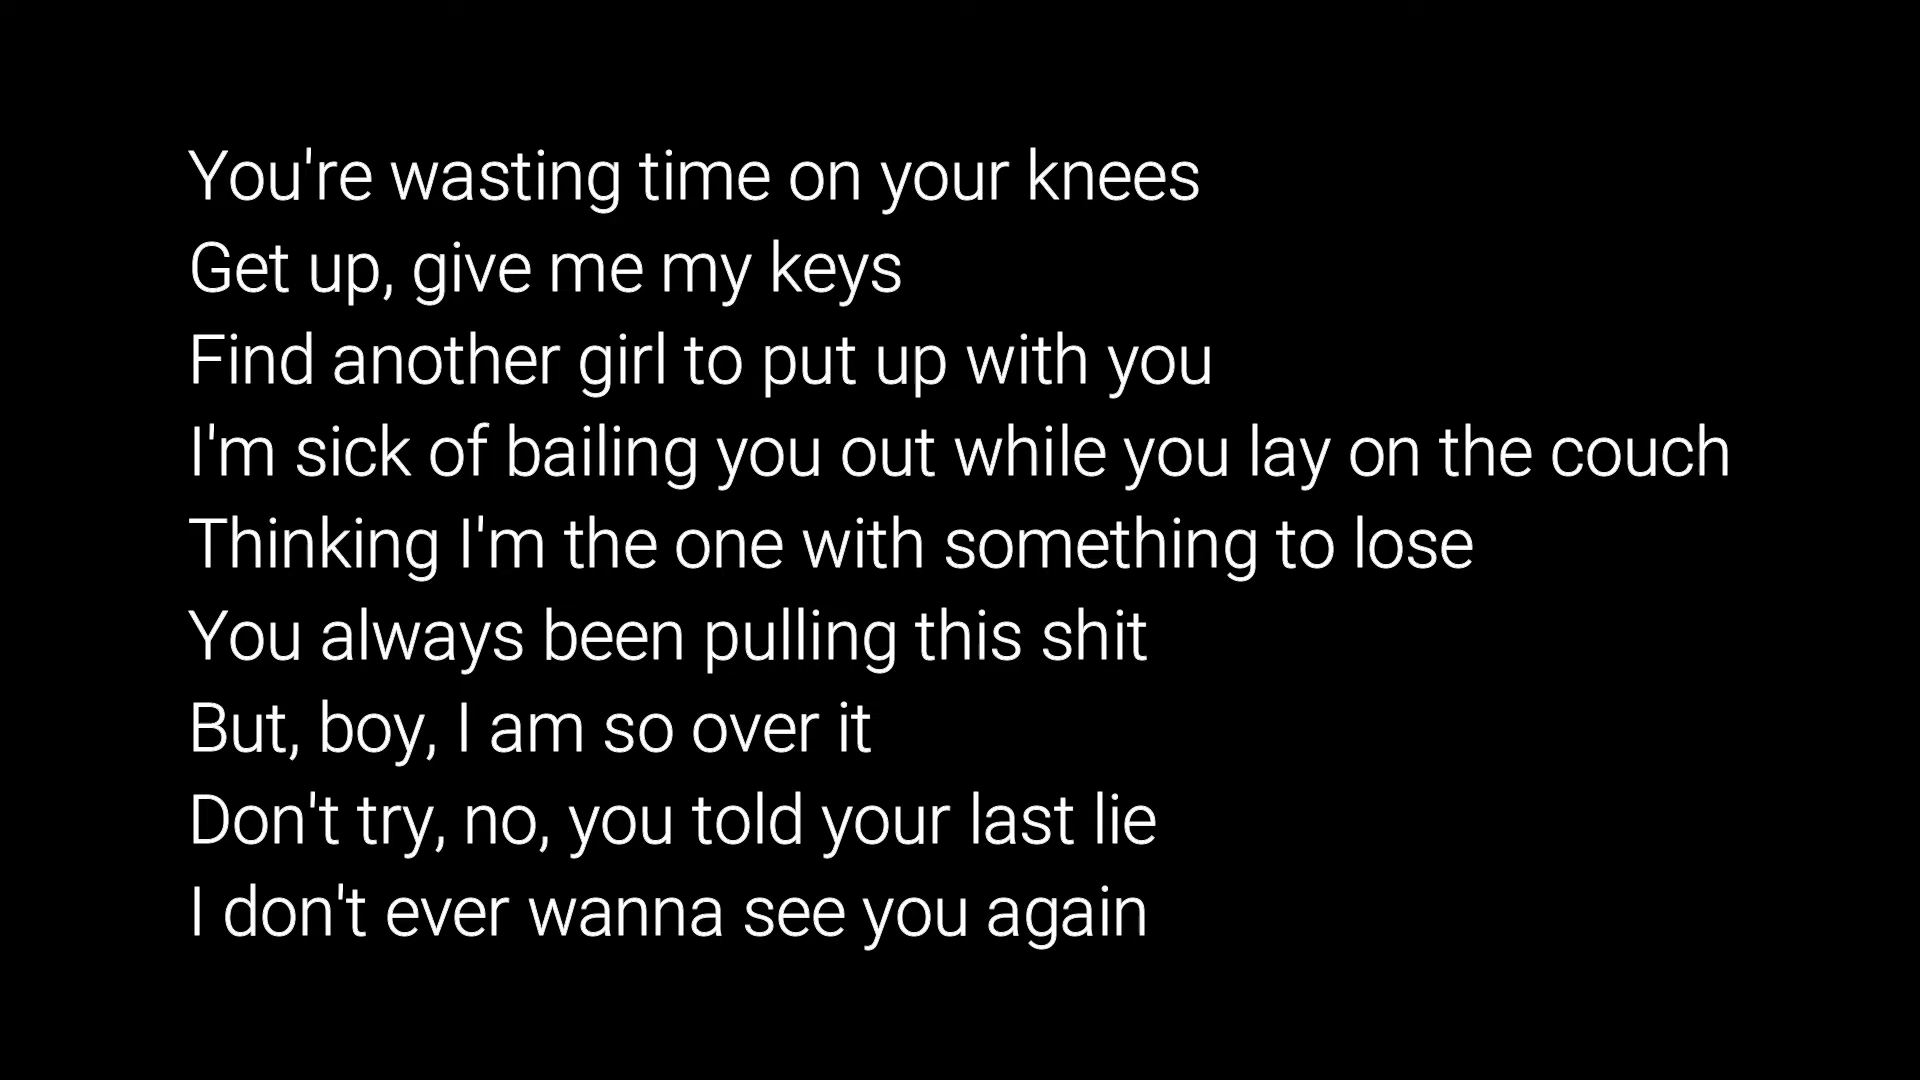 You're wasting time on your knees
Get up, give me my keys
Find another girl to put up with you
I'm sick of bailing you out while you lay on the couch
Thinking I'm the one with something to lose
You always been pulling this shit
But, boy, I am so over it
Don't try, no, you told your last lie
I don't ever wanna see you again